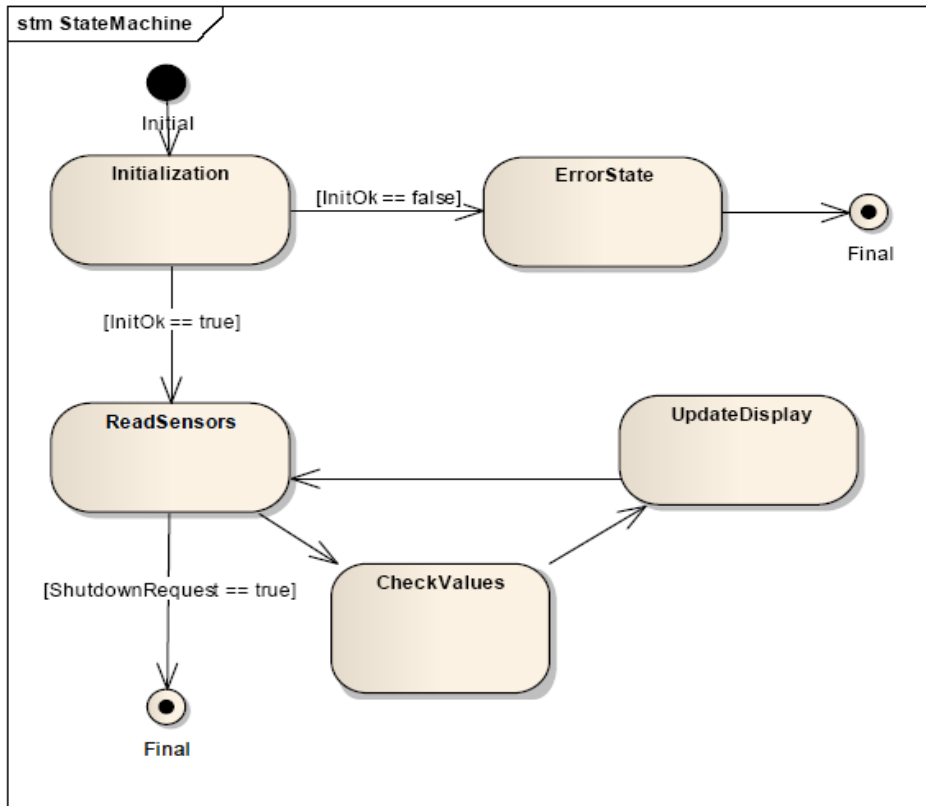 stm StateMachine
Initial
Initialization
ErrorState
[InitOk == false]
Final
[InitOk == true]
ReadSensors
UpdateDisplay
CheckValues
[ShutdownRequest == true]
Final